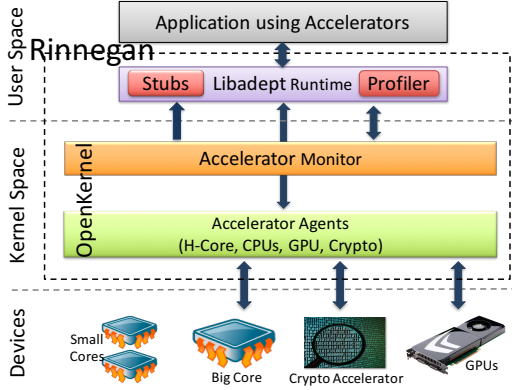 Application using Accelerators
Rinnegan
User Space
Stubs
Libadept Runtime
Profiler
Kernel Space
OpenKernel
Accelerator Monitor
Accelerator Agents
(H-Core, CPUs, GPU, Crypto)
Devices
Small
Cores
Big Core
Crypto Accelerator
GPUs